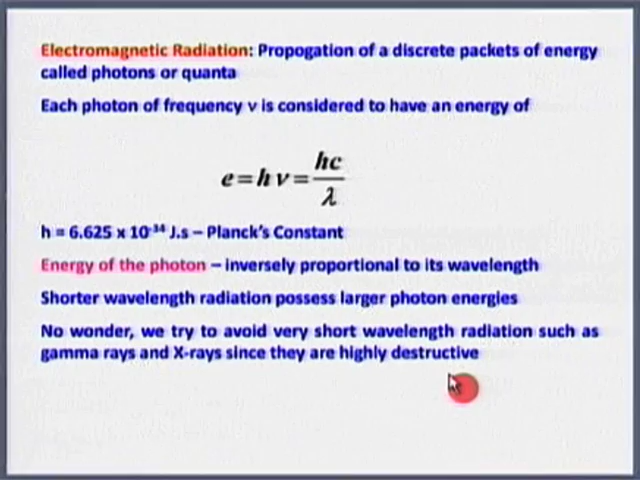 Electromagnetic Radiation: Propogation of a discrete packets of energy
called photons or quanta
Each photon of frequency ν is considered to have an energy of
e = h ν = hc / λ
h = 6.625 x 10⁻³⁴ J.s – Planck's Constant
Energy of the photon – inversely proportional to its wavelength
Shorter wavelength radiation possess larger photon energies
No wonder, we try to avoid very short wavelength radiation such as
gamma rays and X-rays since they are highly destructive